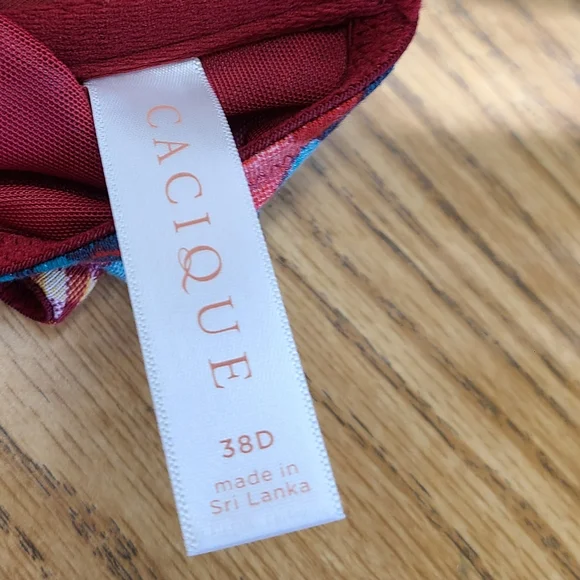 CACIQUE
38D
made in
Sri Lanka